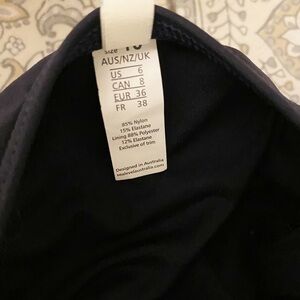 Size 10
AUS/NZ/UK
US 6
CAN 8
EUR 36
FR 38
85% Nylon
15% Elastane
Lining 88% Polyester
12% Elastane
Exclusive of trim
Designed in Australia